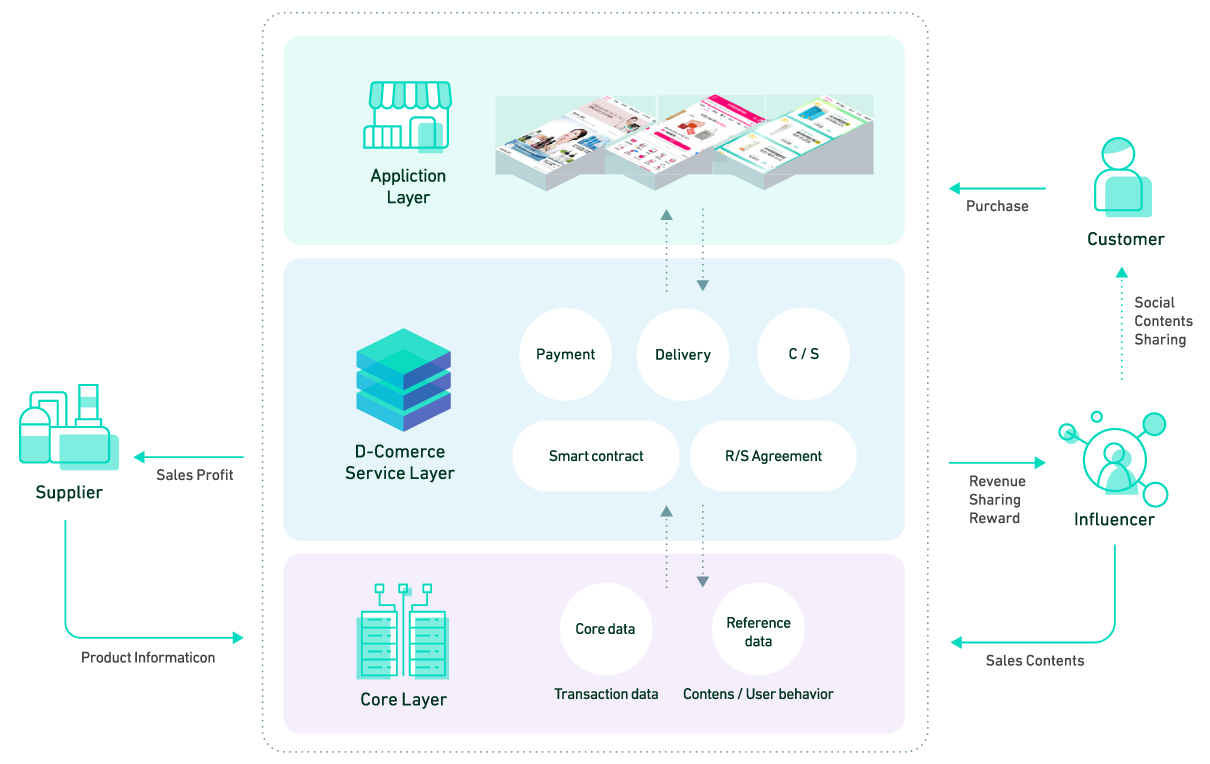 Appliction
Layer
Purchase
Customer
Social
Contents
Sharing
Payment
Delivery
C / S
D-Comerce
Service Layer
Smart contract
R/S Agreement
Sales Profit
Supplier
Revenue
Sharing
Reward
Influencer
Product Informaticon
Core data
Reference
data
Core Layer
Transaction data
Contens / User behavior
Sales Contents